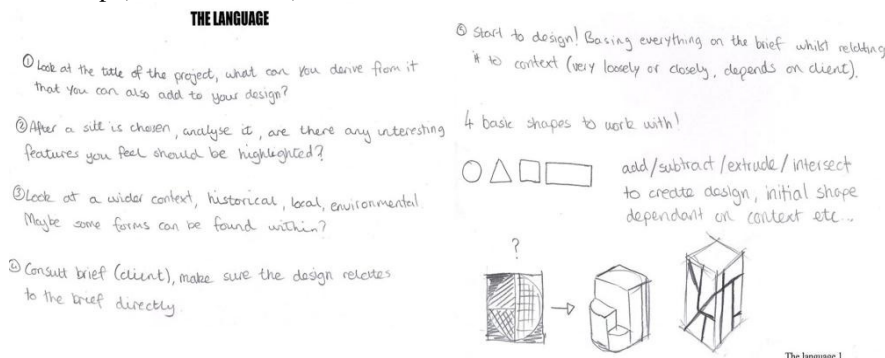 THE LANGUAGE
① Look at the title of the project, what can you derive from it
that you can also add to your design?
② After a site is chosen, analyse it, are there any interesting
features you feel should be highlighted?
③ Look at a wider context, historical, local, environmental
Maybe some forms can be found within?
④ Consult brief (client), make sure the design relates
to the brief directly
⑤ Start to design! Basing everything on the brief whilst relating
it to context (very loosely or closely, depends on client).
4 basic shapes to work with!
add/subtract/extrude/intersect
to create design, initial shape
dependant on context etc...
?
The language 1